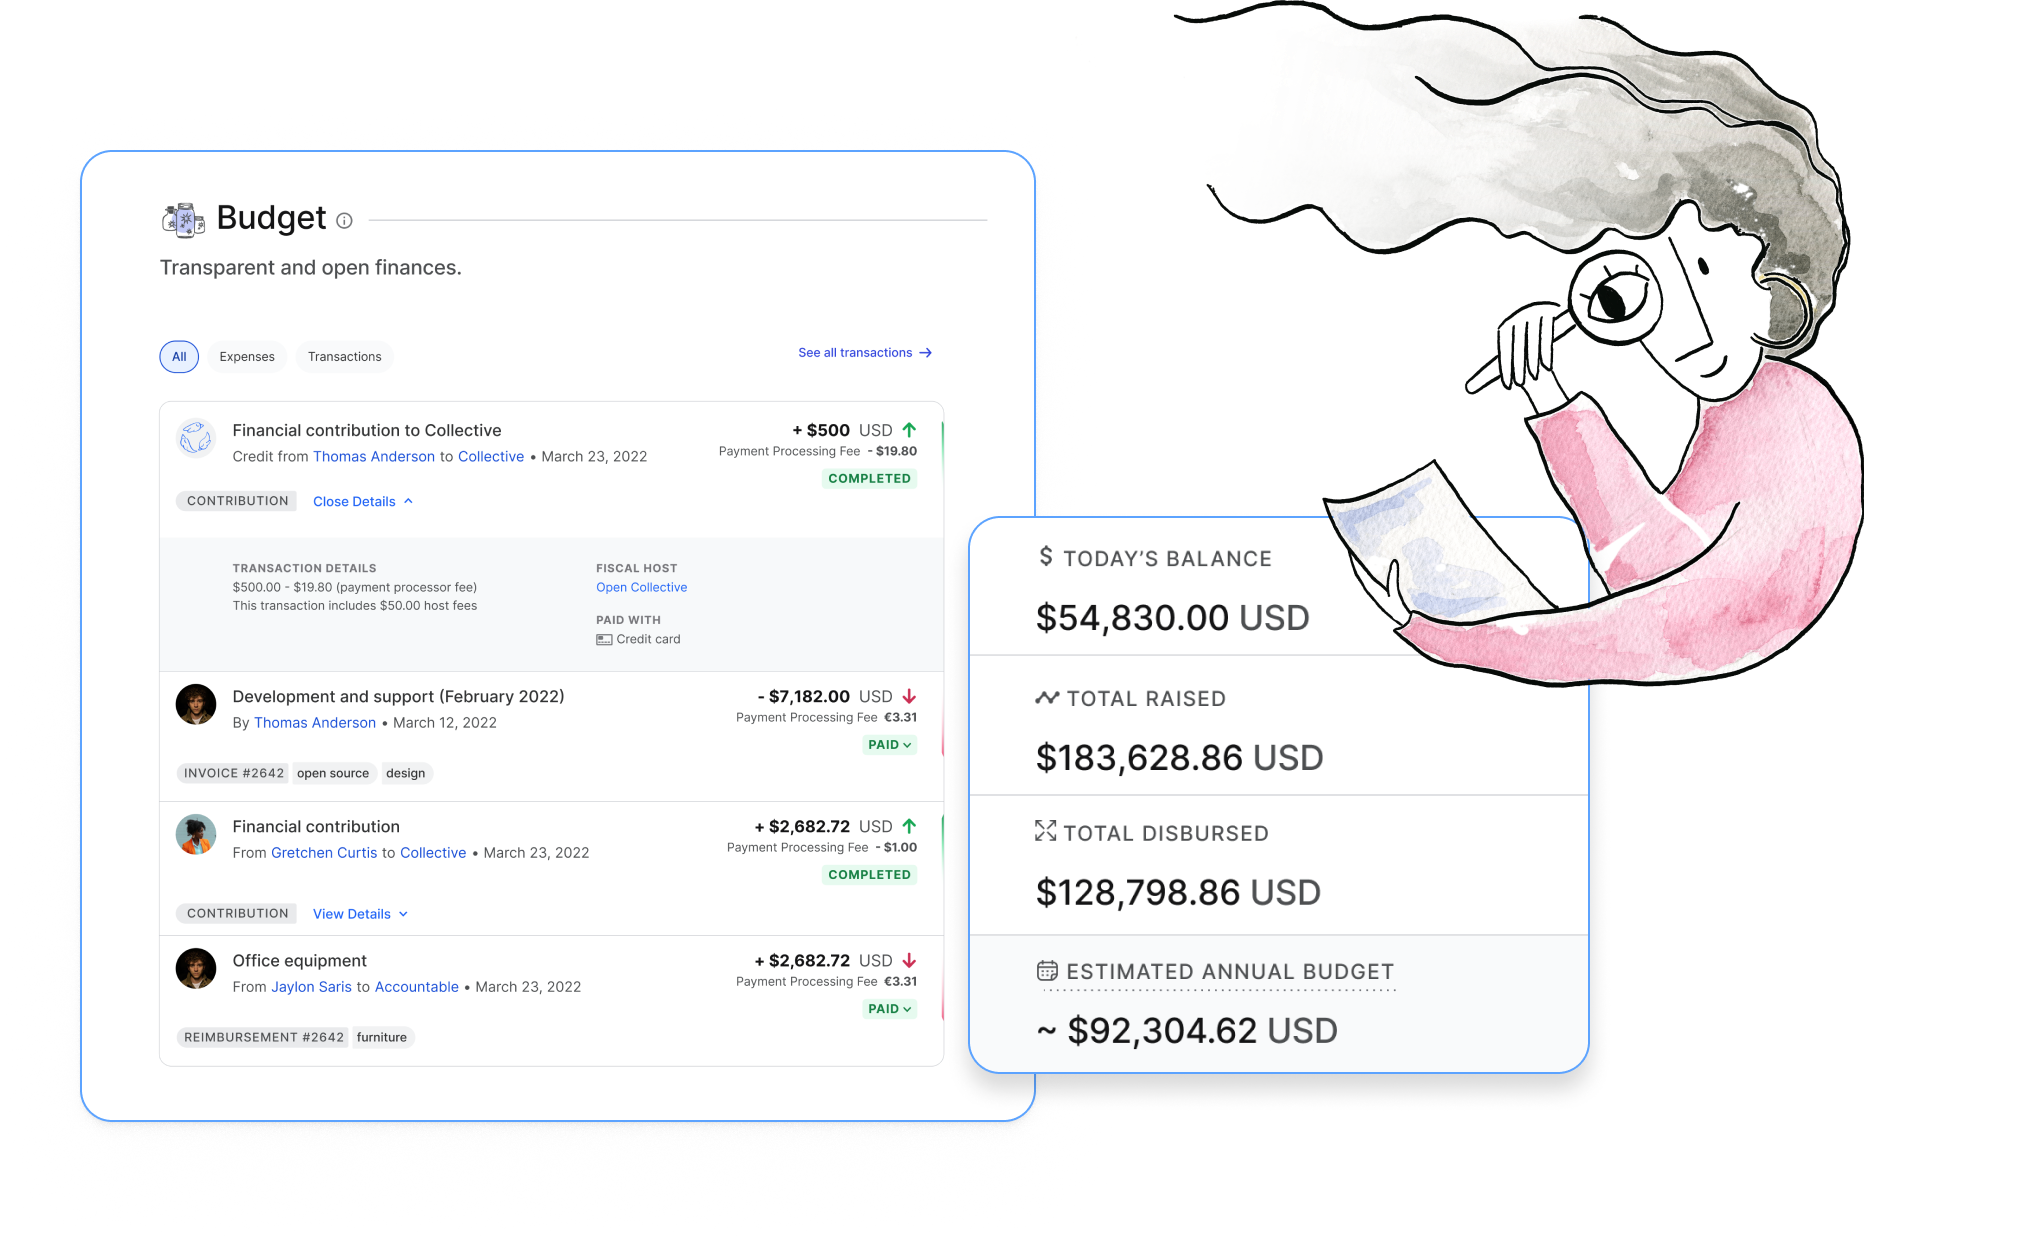 Budget
Transparent and open finances.
All Expenses Transactions See all transactions →
Financial contribution to Collective + $500 USD
Credit from Thomas Anderson to Collective • March 23, 2022 Payment Processing Fee - $19.80
COMPLETED
CONTRIBUTION Close Details
TRANSACTION DETAILS FISCAL HOST
$500.00 - $19.80 (payment processor fee) Open Collective
This transaction includes $50.00 host fees
PAID WITH
Credit card
Development and support (February 2022) - $7,182.00 USD
By Thomas Anderson • March 12, 2022 Payment Processing Fee €3.31
PAID
INVOICE #2642 open source design
Financial contribution + $2,682.72 USD
From Gretchen Curtis to Collective • March 23, 2022 Payment Processing Fee - $1.00
COMPLETED
CONTRIBUTION View Details
Office equipment + $2,682.72 USD
From Jaylon Saris to Accountable • March 23, 2022 Payment Processing Fee €3.31
PAID
REIMBURSEMENT #2642 furniture
$ TODAY’S BALANCE
$54,830.00 USD
TOTAL RAISED
$183,628.86 USD
TOTAL DISBURSED
$128,798.86 USD
ESTIMATED ANNUAL BUDGET
~ $92,304.62 USD